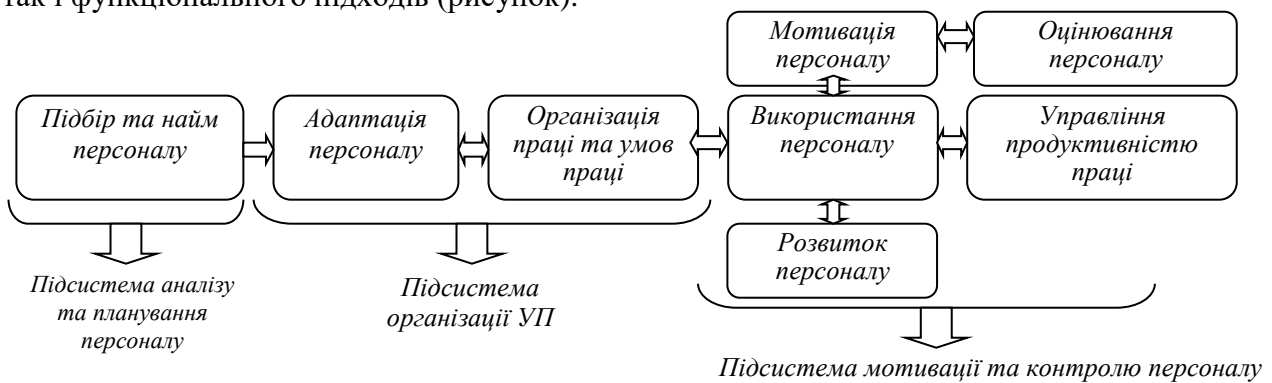 так і функціонального підходів (рисунок).
Мотивація
персоналу
Оцінювання
персоналу
Підбір та найм
персоналу
Адаптація
персоналу
Організація
праці та умов
праці
Використання
персоналу
Управління
продуктивністю
праці
Розвиток
персоналу
Підсистема аналізу
та планування
персоналу
Підсистема
організації УП
Підсистема мотивації та контролю персоналу